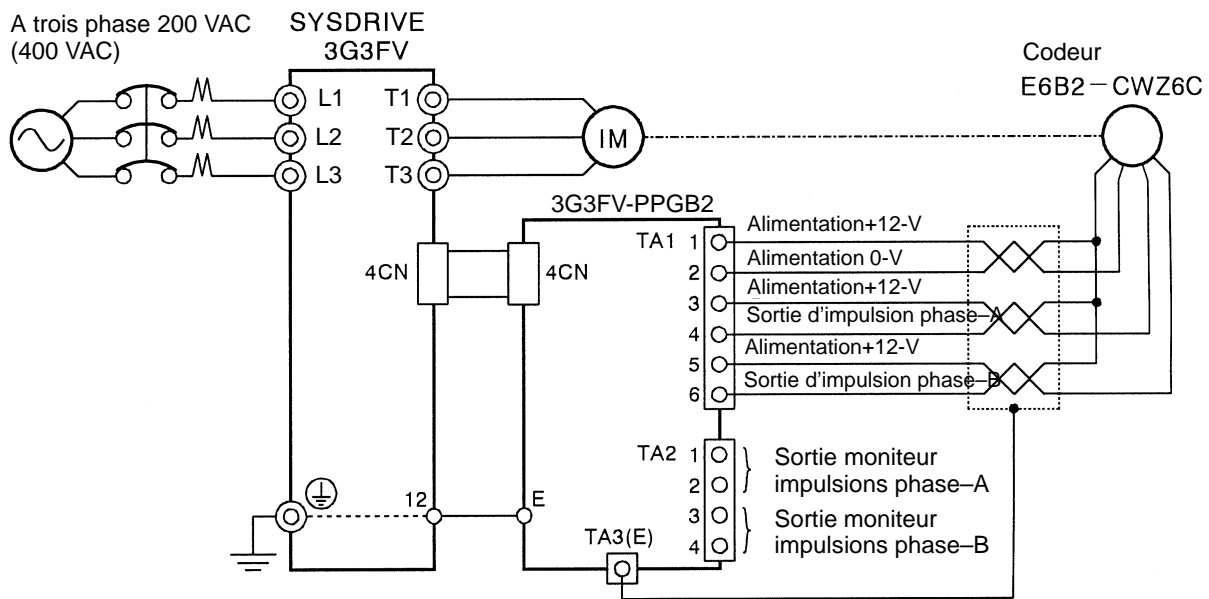 A trois phase 200 VAC
(400 VAC)
SYSDRIVE
3G3FV
Codeur
E6B2-CWZ6C
L1
T1
L2
T2
IM
L3
T3
3G3FV-PPGB2
TA1
1
Alimentation+12-V
2
Alimentation 0-V
4CN
4CN
3
Alimentation+12-V
4
Sortie d'impulsion phase–A
5
Alimentation+12-V
6
Sortie d'impulsion phase–B
TA2
1
Sortie moniteur
2
impulsions phase–A
12
E
3
Sortie moniteur
4
impulsions phase–B
TA3(E)